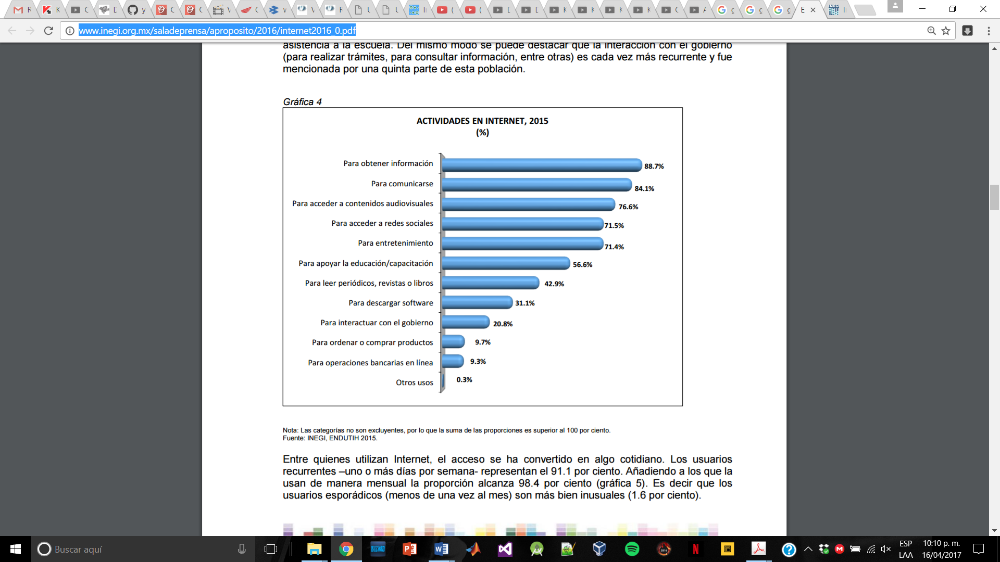 www.inegi.org.mx/saladeprensa/aproposito/2016/internet2016_0.pdf
asistencia a la escuela. Del mismo modo se puede destacar que la interacción con el gobierno
(para realizar trámites, para consultar información, entre otras) es cada vez más recurrente y fue
mencionada por una quinta parte de esta población.
Gráfica 4
ACTIVIDADES EN INTERNET, 2015
(%)
Para obtener información 88.7%
Para comunicarse 84.1%
Para acceder a contenidos audiovisuales 76.6%
Para acceder a redes sociales 71.5%
Para entretenimiento 71.4%
Para apoyar la educación/capacitación 56.6%
Para leer periódicos, revistas o libros 42.9%
Para descargar software 31.1%
Para interactuar con el gobierno 20.8%
Para ordenar o comprar productos 9.7%
Para operaciones bancarias en línea 9.3%
Otros usos 0.3%
Nota: Las categorías no son excluyentes, por lo que la suma de las proporciones es superior al 100 por ciento.
Fuente: INEGI, ENDUTIH 2015.
Entre quienes utilizan Internet, el acceso se ha convertido en algo cotidiano. Los usuarios
recurrentes –uno o más días por semana- representan el 91.1 por ciento. Añadiendo a los que la
usan de manera mensual la proporción alcanza 98.4 por ciento (gráfica 5). Es decir que los
usuarios esporádicos (menos de una vez al mes) son más bien inusuales (1.6 por ciento).
Buscar aquí
ESP 10:10 p. m.
LAA 16/04/2017